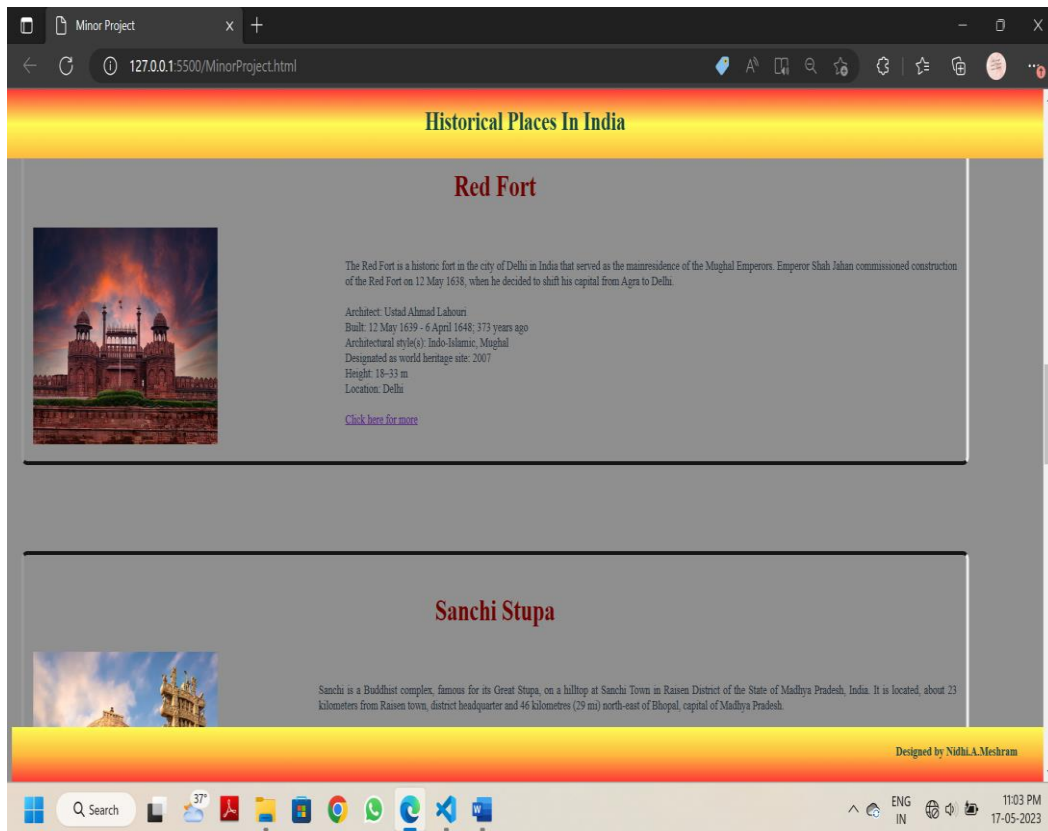 Minor Project
127.0.0.1:5500/MinorProject.html
Historical Places In India
Red Fort
The Red Fort is a historic fort in the city of Delhi in India that served as the mainresidence of the Mughal Emperors. Emperor Shah Jahan commissioned construction
of the Red Fort on 12 May 1638, when he decided to shift his capital from Agra to Delhi.
Architect: Ustad Ahmad Lahouri
Built: 12 May 1639 - 6 April 1648; 373 years ago
Architectural style(s): Indo-Islamic, Mughal
Designated as world heritage site: 2007
Height: 18–33 m
Location: Delhi
Click here for more
Sanchi Stupa
Sanchi is a Buddhist complex, famous for its Great Stupa, on a hilltop at Sanchi Town in Raisen District of the State of Madhya Pradesh, India. It is located, about 23
kilometers from Raisen town, district headquarter and 46 kilometres (29 mi) north-east of Bhopal, capital of Madhya Pradesh.
Designed by Nidhi.A.Meshram
Search
37°
ENG
IN
11:03 PM
17-05-2023